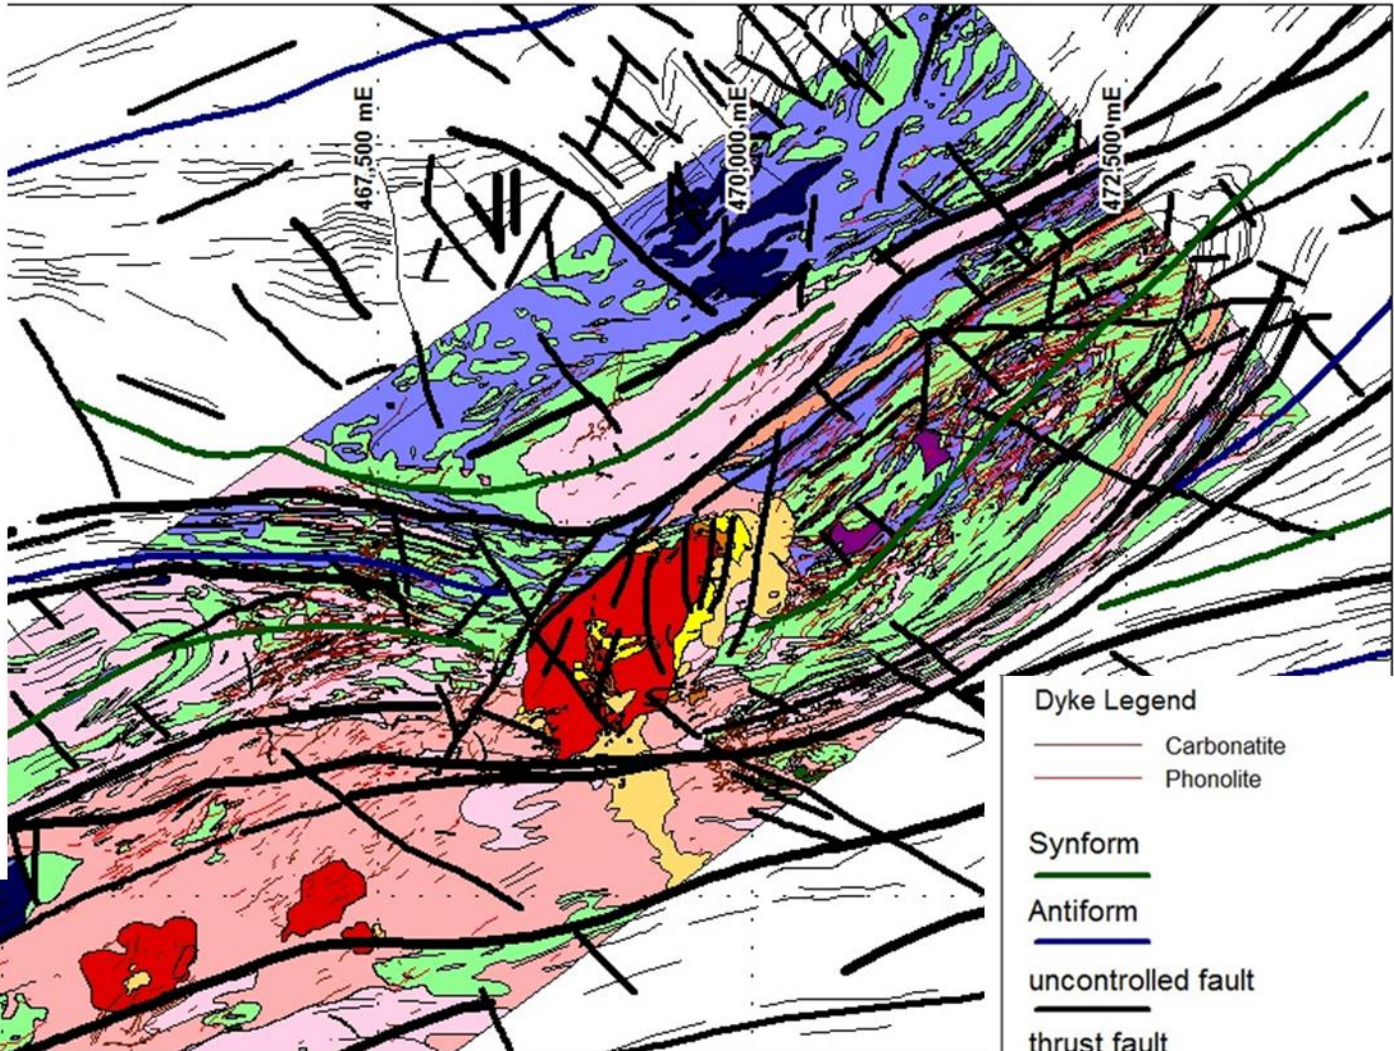 467,500 mE
470,000 mE
472,500 mE
Dyke Legend
Carbonatite
Phonolite
Synform
Antiform
uncontrolled fault
thrust fault